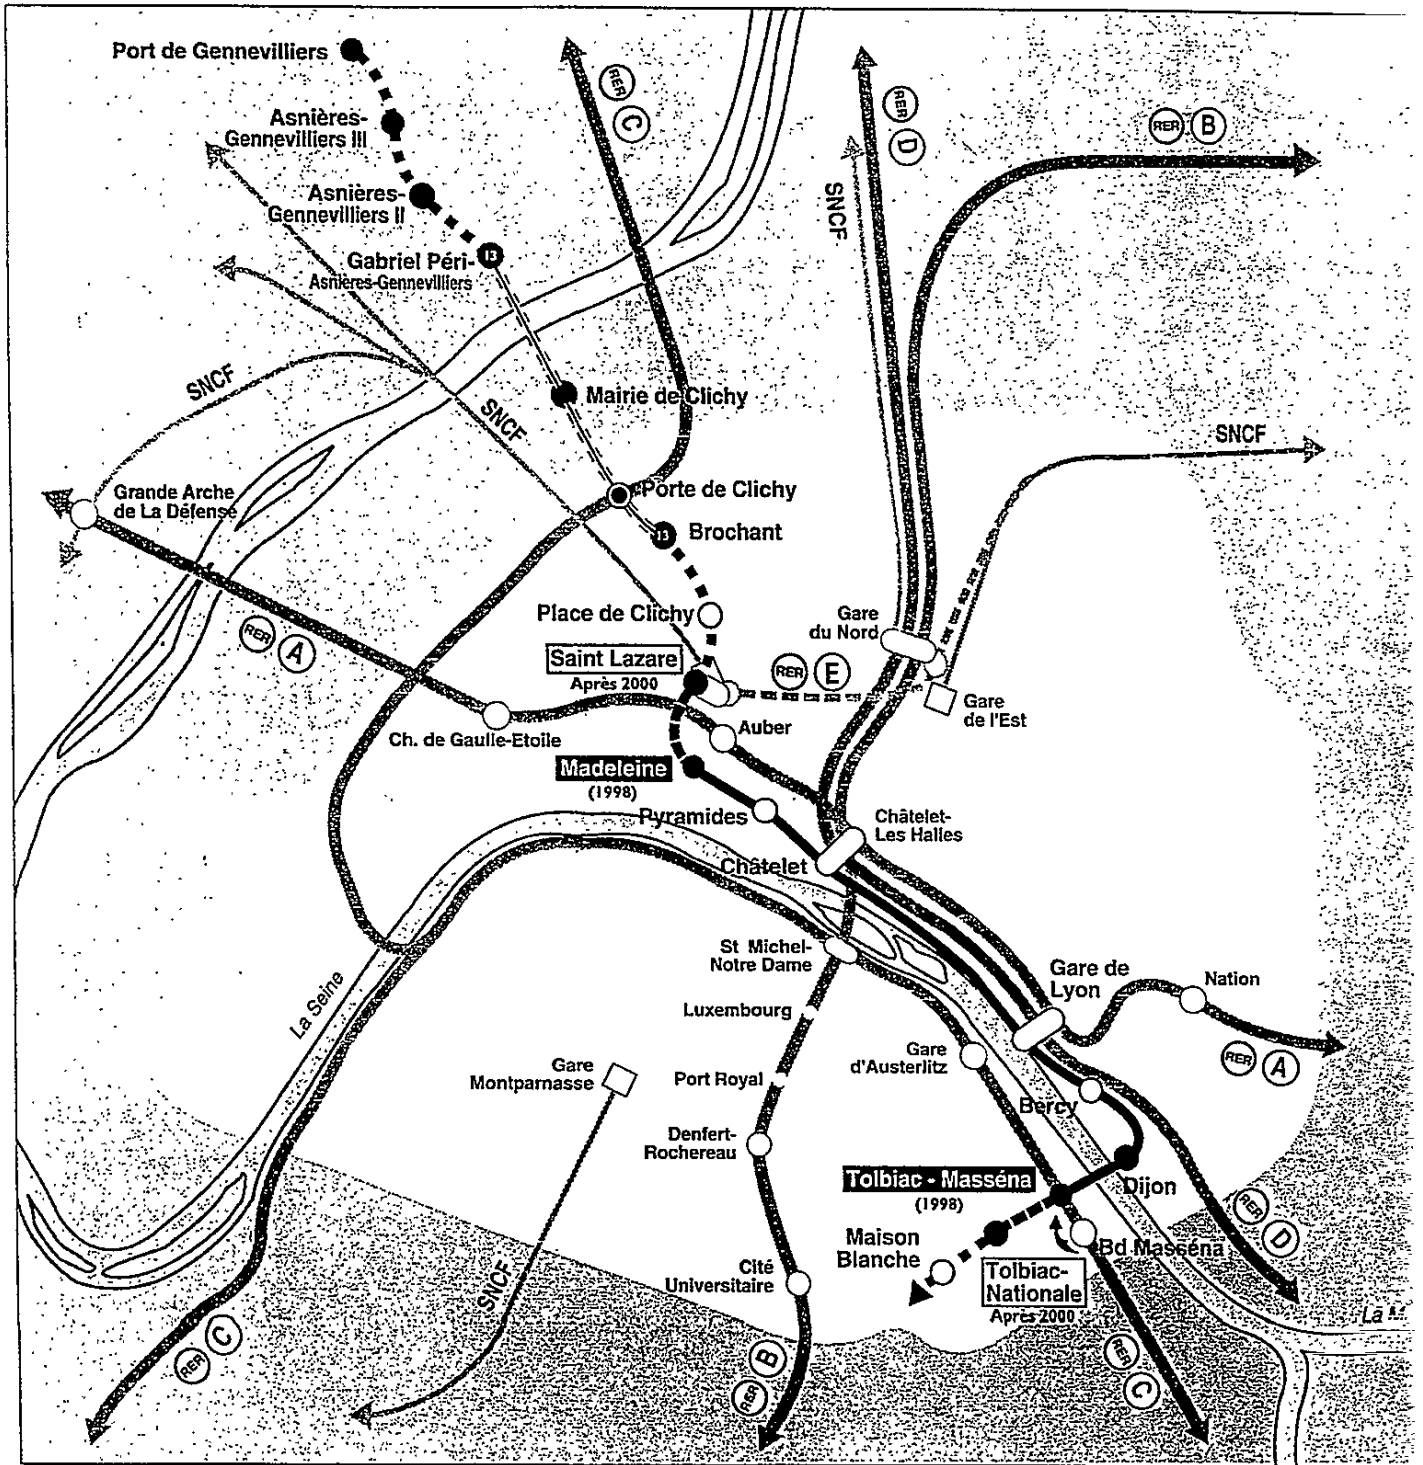 Port de Gennevilliers
Asnières-
Gennevilliers III
Asnières-
Gennevilliers II
Gabriel Péri-
Asnières-Gennevilliers
13
RER C
RER D
RER B
SNCF
SNCF
SNCF
SNCF
Mairie de Clichy
Grande Arche
de La Défense
Porte de Clichy
13
Brochant
RER A
Place de Clichy
Gare
du Nord
Saint Lazare
Après 2000
RER E
Gare
de l'Est
Ch. de Gaulle-Etoile
Auber
Madeleine
(1998)
Pyramides
Châtelet-
Les Halles
Châtelet
St Michel-
Notre Dame
La Seine
Luxembourg
Gare de
Lyon
Nation
Gare
d'Austerlitz
RER A
Gare
Montparnasse
Port Royal
Bercy
Denfert-
Rochereau
Tolbiac - Masséna
(1998)
Dijon
RER D
Maison
Blanche
Bd Masséna
Tolbiac-
Nationale
Après 2000
Cité
Universitaire
SNCF
La M
RER C
RER B
RER C